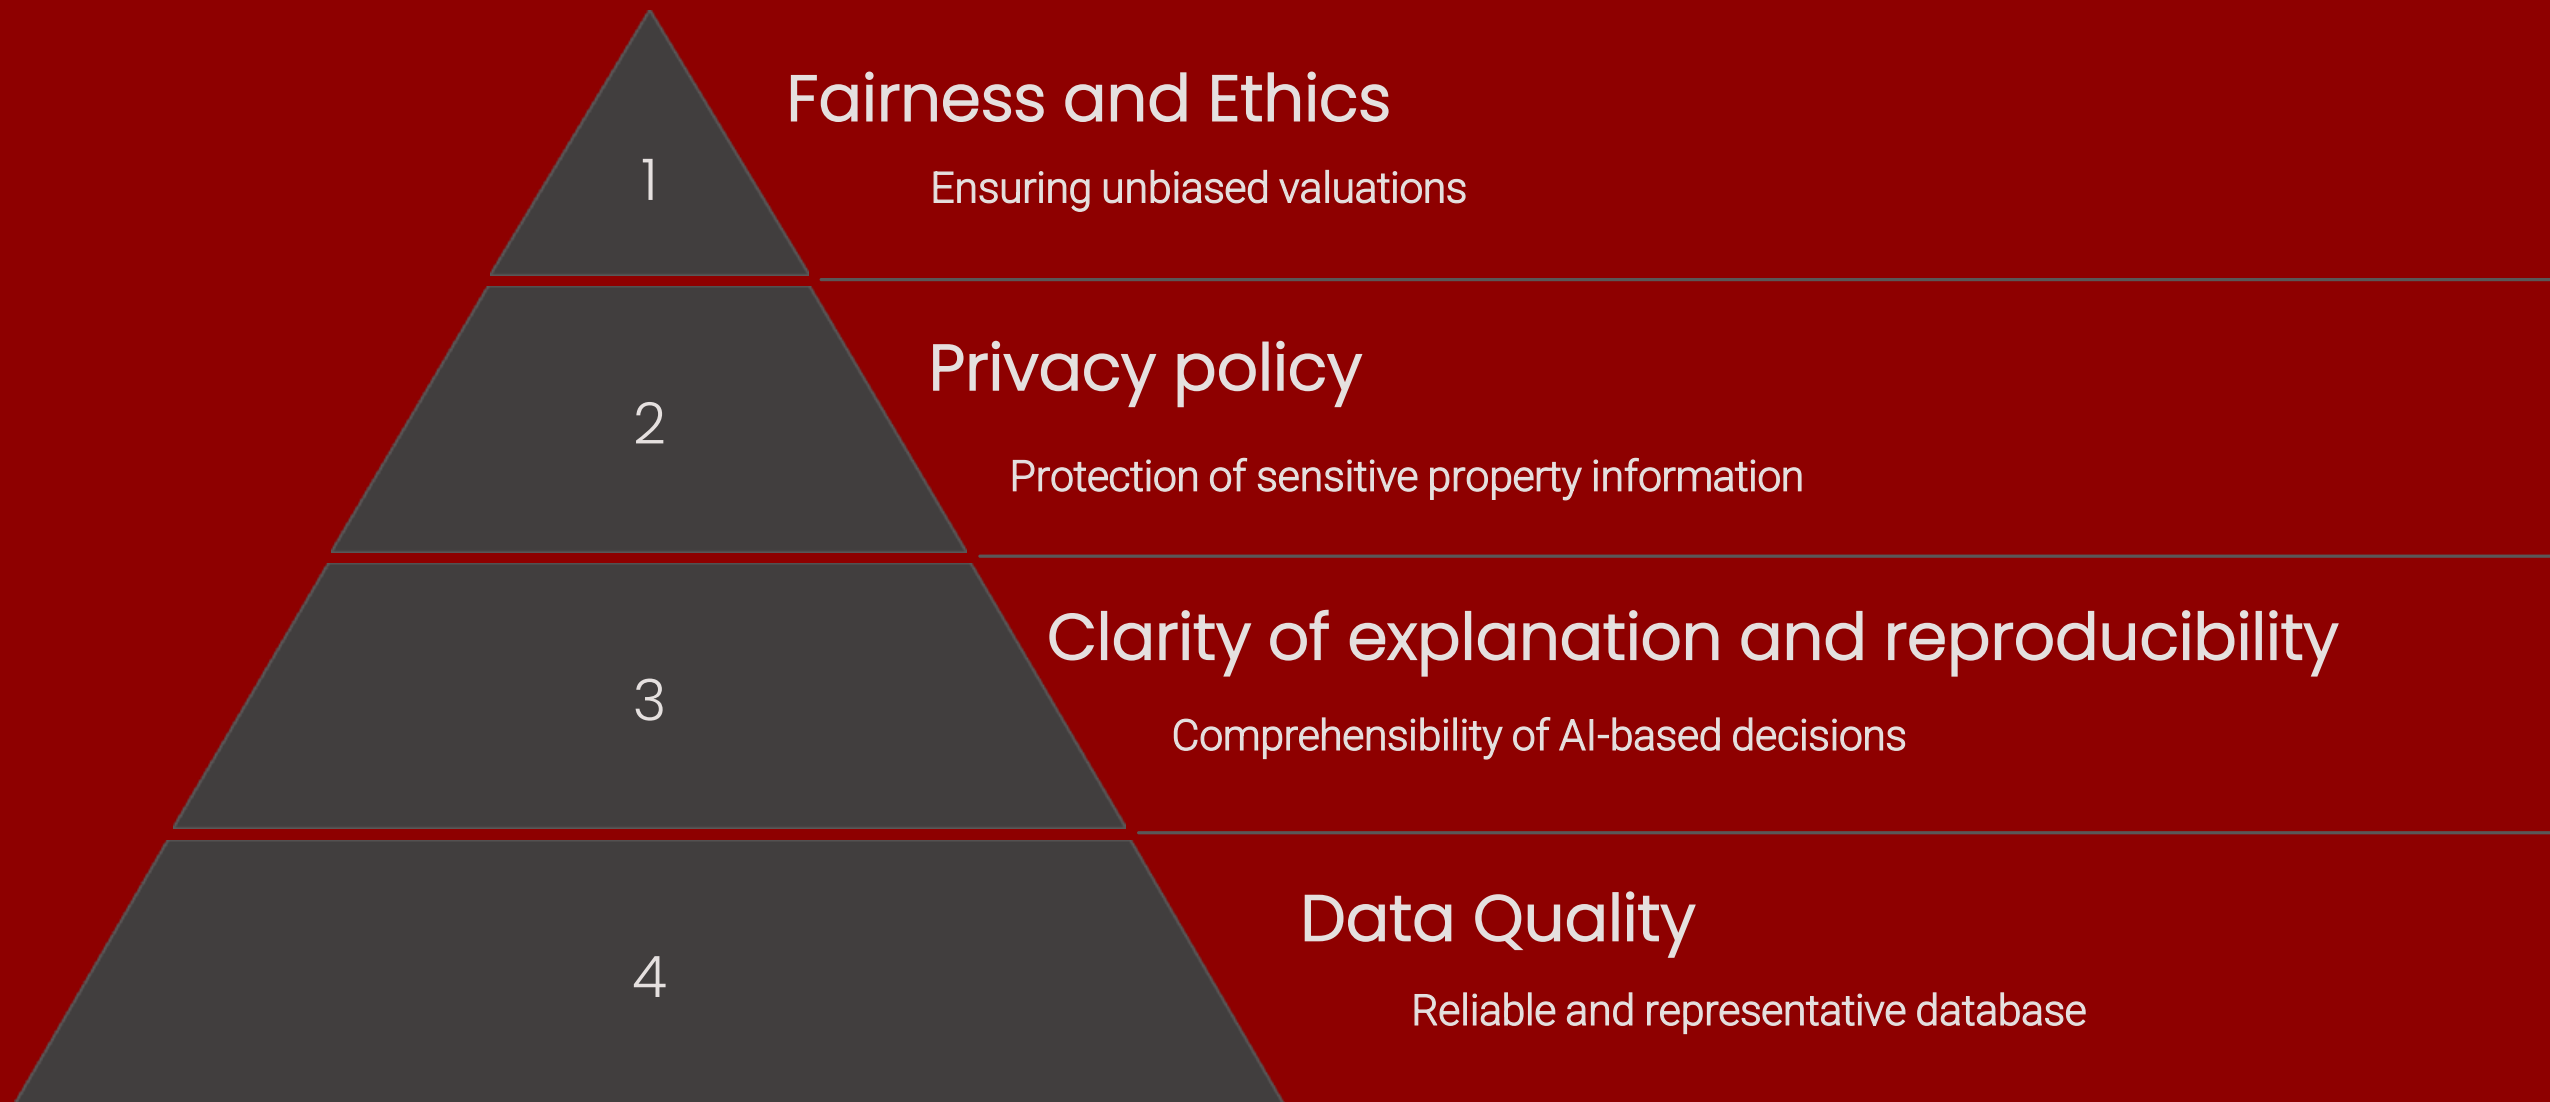 1
Fairness and Ethics
Ensuring unbiased valuations
2
Privacy policy
Protection of sensitive property information
3
Clarity of explanation and reproducibility
Comprehensibility of AI-based decisions
4
Data Quality
Reliable and representative database